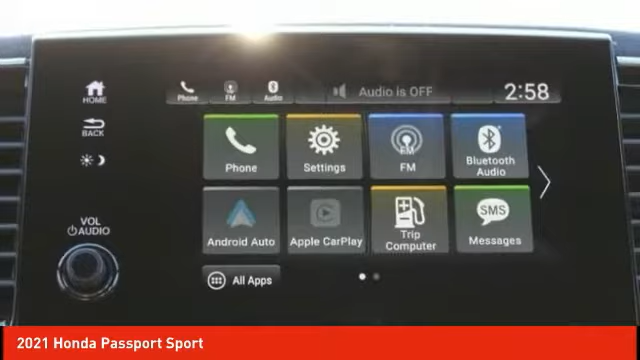 HOME
Phone
FM
Audio
Audio is OFF
2:58
BACK
Phone
Settings
FM
FM
Bluetooth
Audio
VOL
AUDIO
Android Auto
Apple CarPlay
Trip
Computer
SMS
Messages
All Apps
2021 Honda Passport Sport